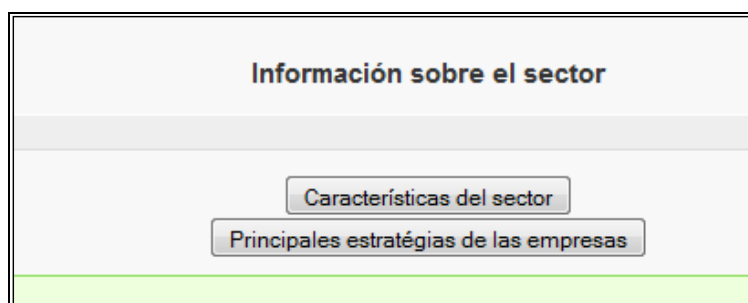 Información sobre el sector
Características del sector
Principales estratégias de las empresas